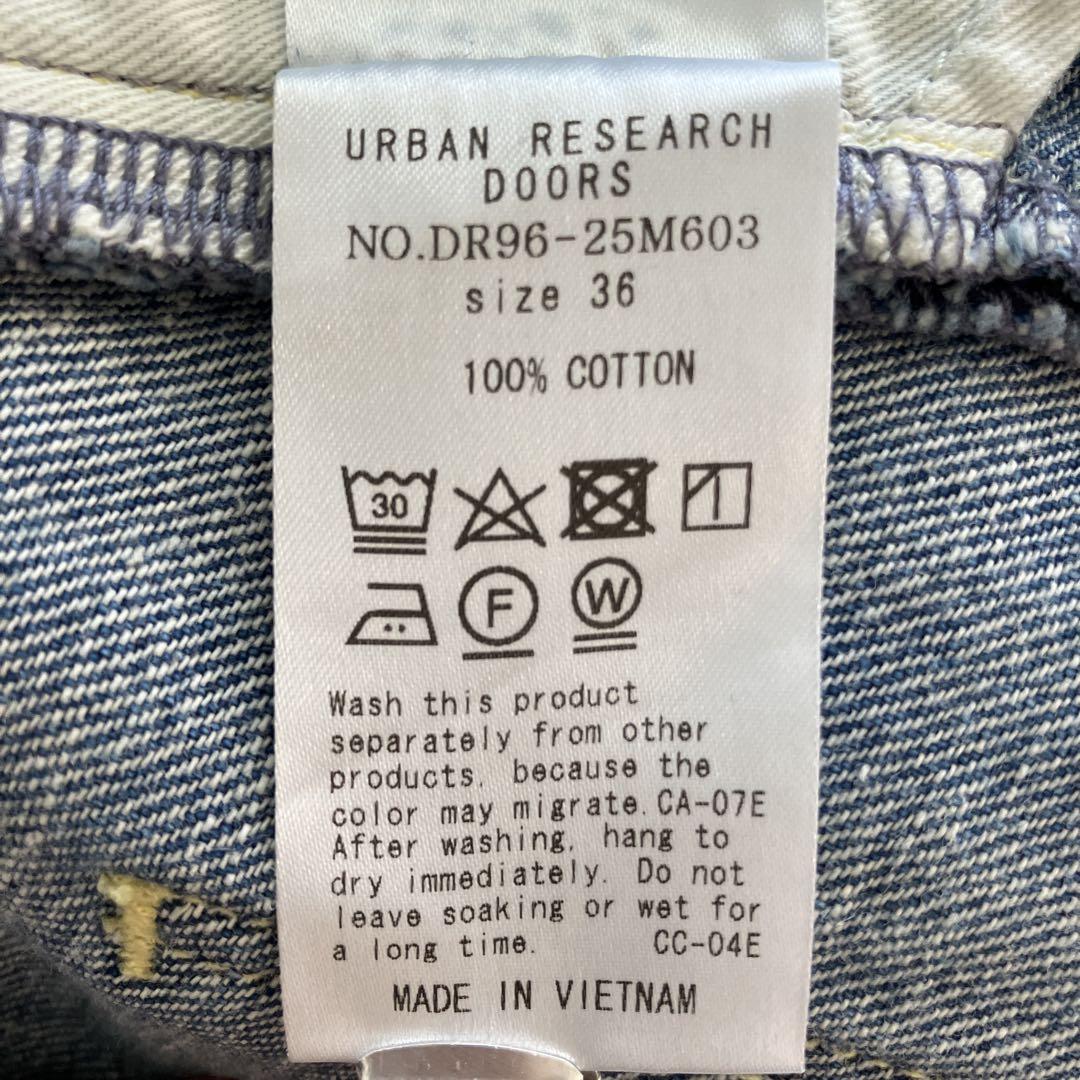 URBAN RESEARCH
DOORS
NO.DR96-25M603
size 36
100% COTTON
30
F
W
Wash this product
separately from other
products, because the
color may migrate. CA-07E
After washing, hang to
dry immediately. Do not
leave soaking or wet for
a long time. CC-04E
MADE IN VIETNAM